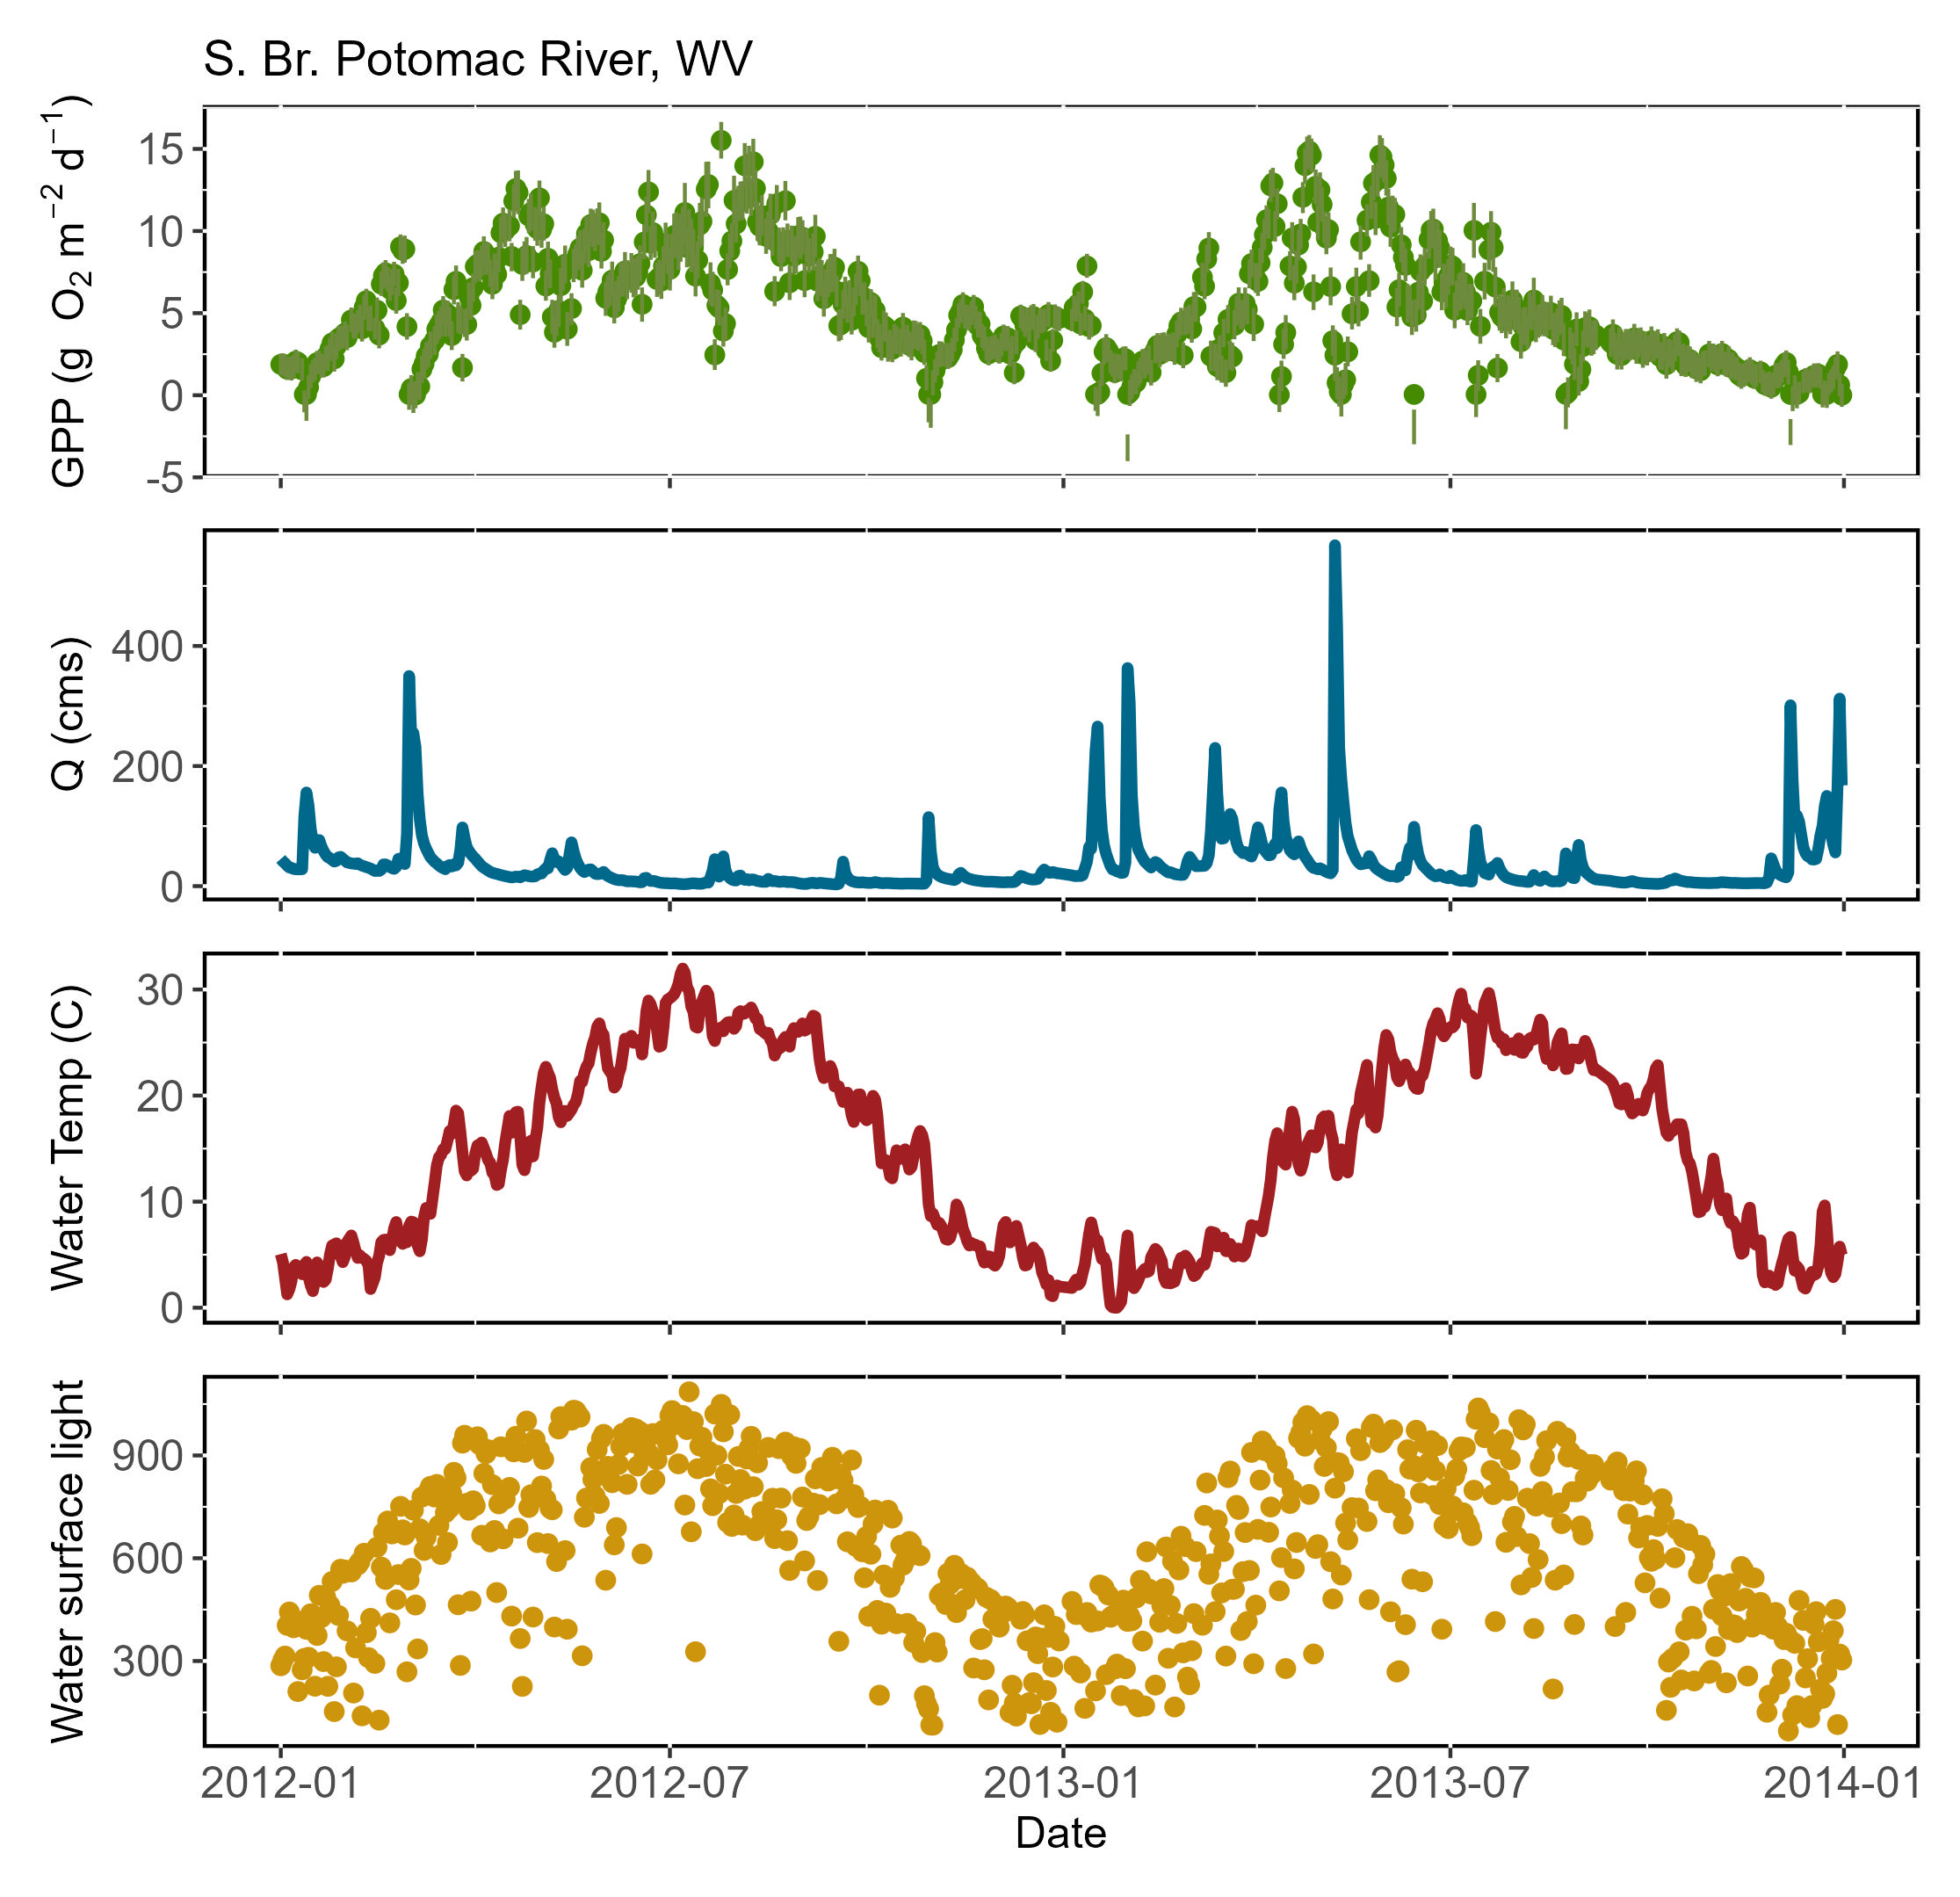 S. Br. Potomac River, WV
GPP (g O₂ m⁻² d⁻¹)
15
10
5
0
-5
Q (cms)
400
200
0
Water Temp (C)
30
20
10
0
Water surface light
900
600
300
2012-01 2012-07 2013-01 2013-07 2014-01
Date